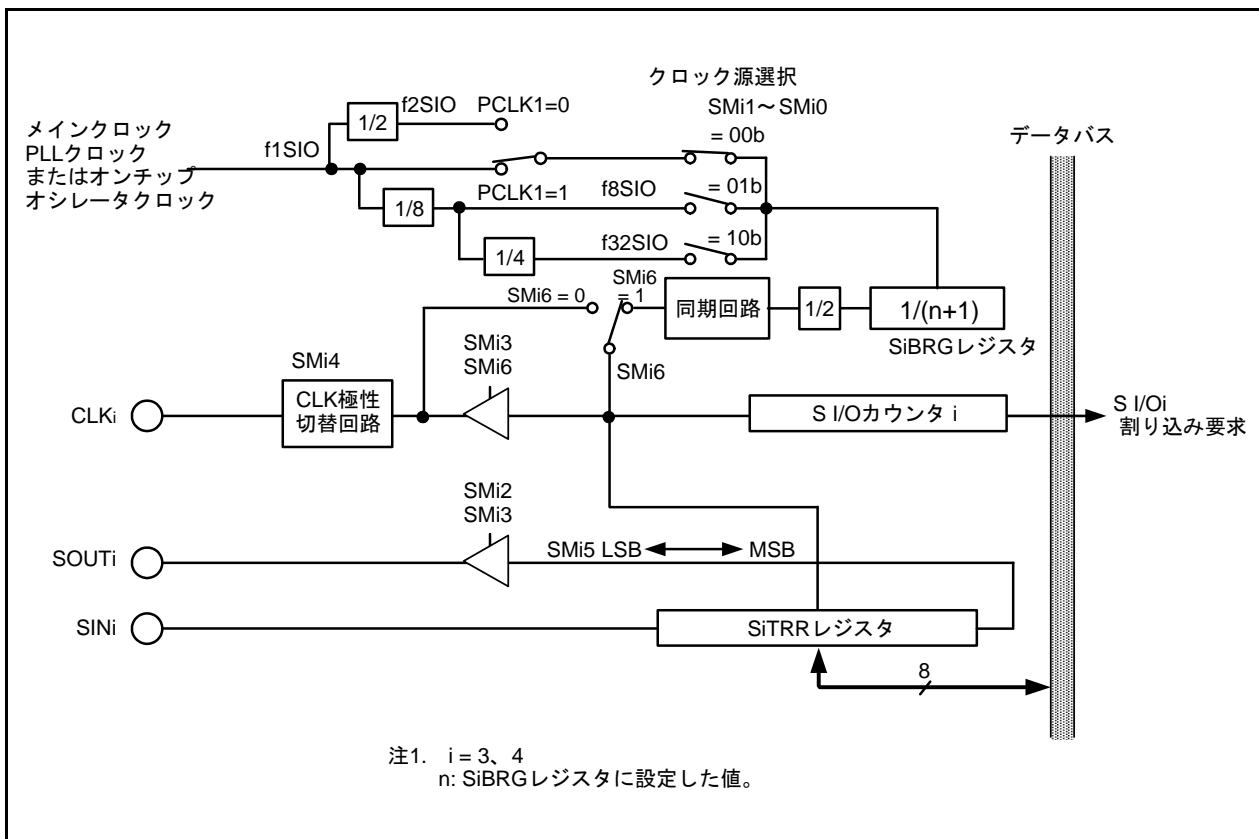 クロック源選択
SMi1～SMi0
f2SIO PCLK1=0
1/2
= 00b
データバス
メインクロック
PLLクロック
またはオンチップ
オシレータクロック
f1SIO
PCLK1=1
f8SIO
= 01b
1/8
f32SIO
= 10b
1/4
SMi6 = 0
SMi6
= 1
同期回路
1/2
1/(n+1)
SiBRGレジスタ
SMi6
SMi4
SMi3
SMi6
CLKi
CLK極性
切替回路
S I/Oカウンタ i
S I/Oi
割り込み要求
SMi2
SMi3
SOUTi
SMi5 LSB
MSB
SINi
SiTRRレジスタ
8
注1. i = 3、4
n: SiBRGレジスタに設定した値。